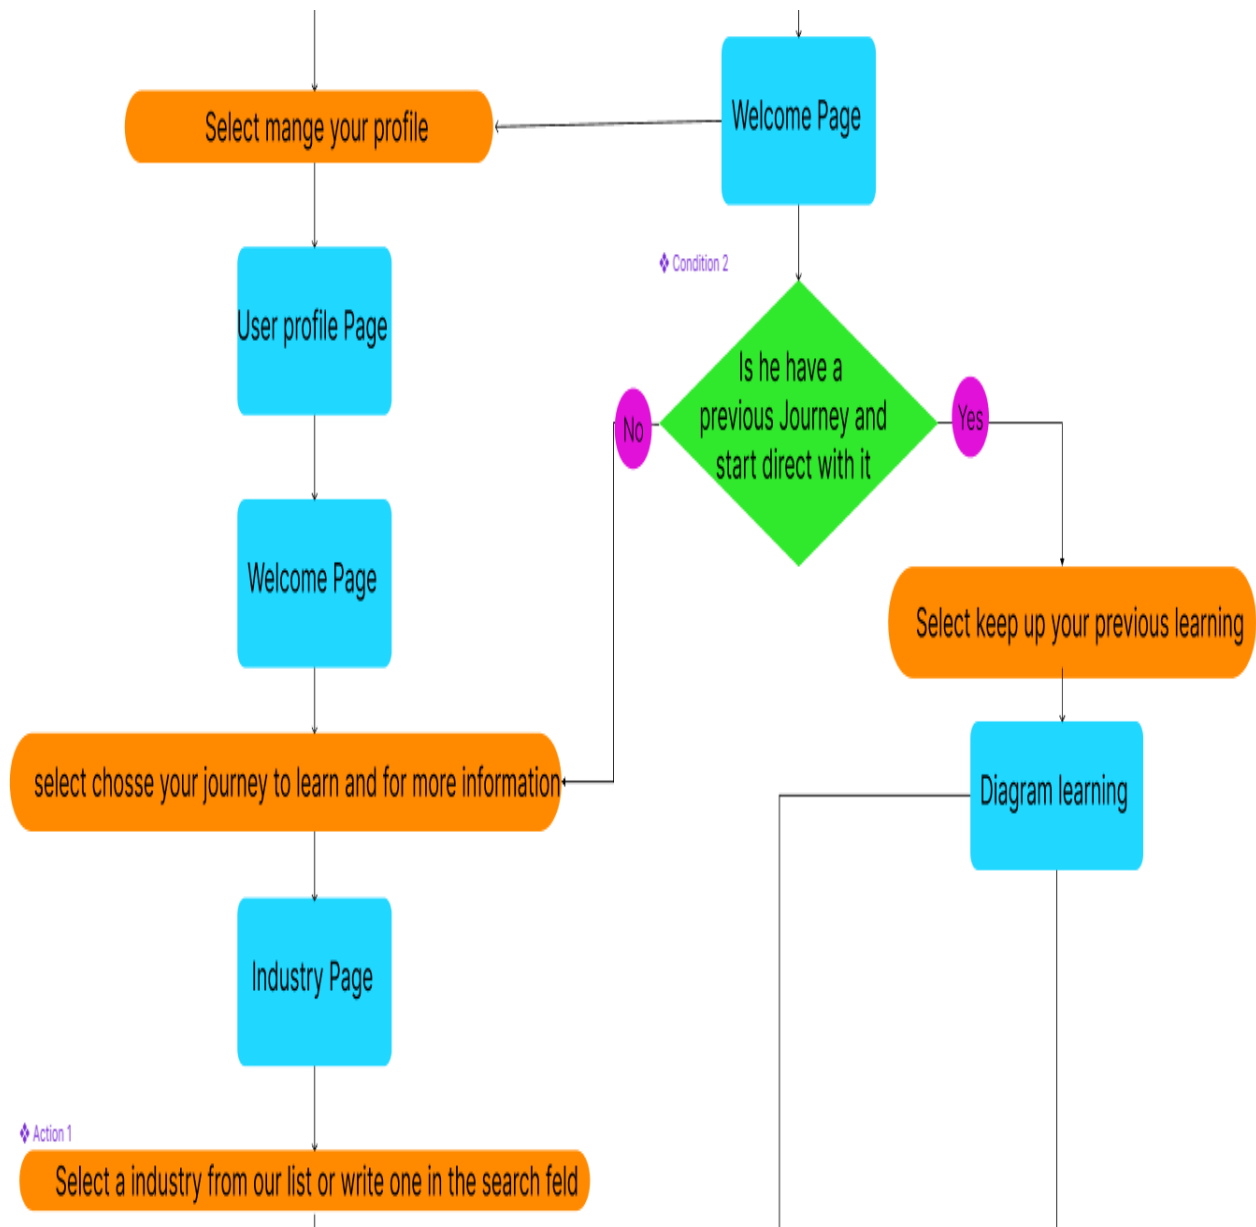 Select mange your profile
Welcome Page
Condition 2
User profile Page
Is he have a
previous Journey and
start direct with it
No
Yes
Welcome Page
Select keep up your previous learning
select chosse your journey to learn and for more information
Diagram learning
Industry Page
Action 1
Select a industry from our list or write one in the search feld